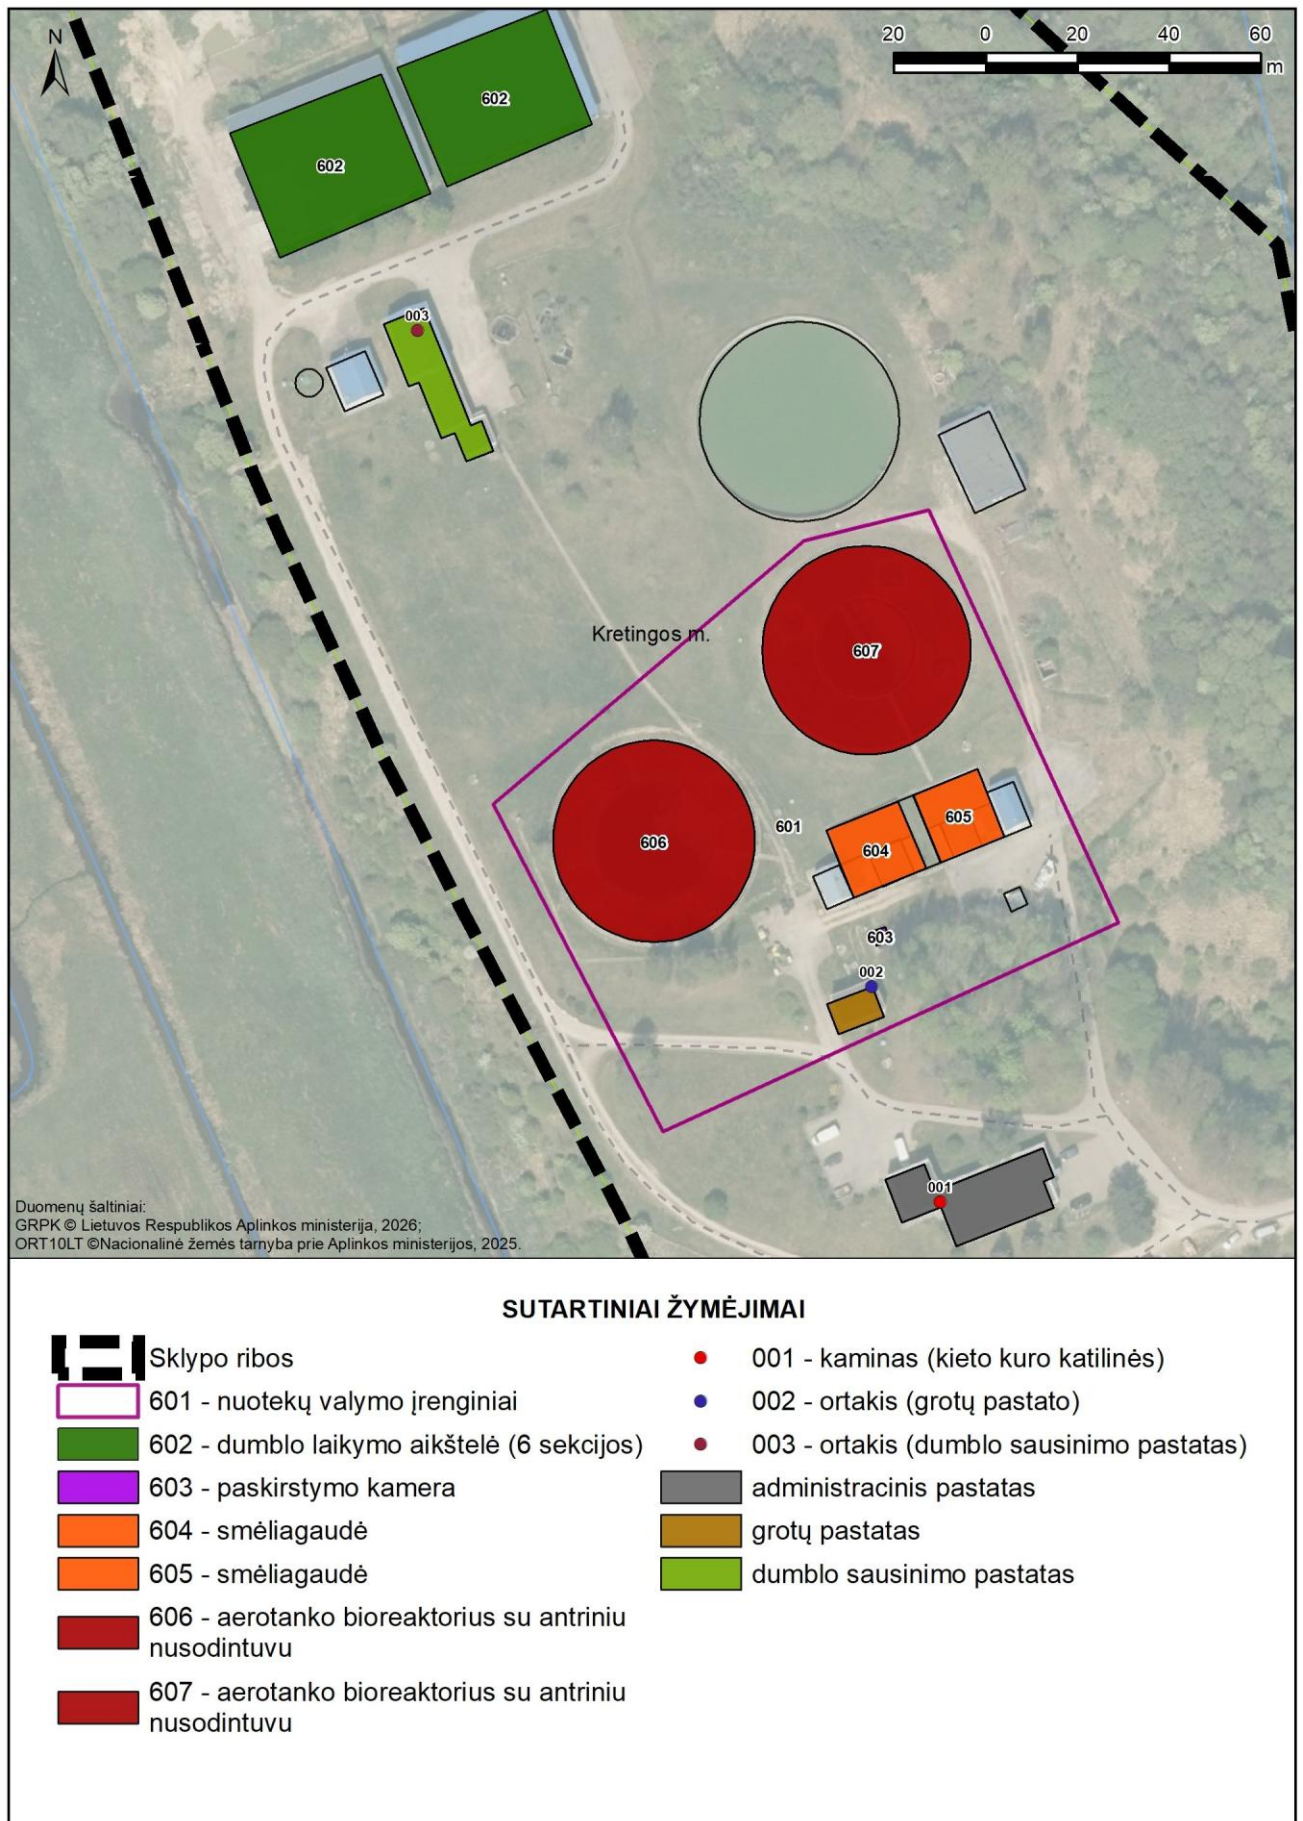 N
20 0 20 40 60
m
602
602
003
Kretingos m.
607
606
601
604
605
603
002
001
Duomenų šaltiniai:
GRPK © Lietuvos Respublikos Aplinkos ministerija, 2026;
ORT10LT ©Nacionalinė žemės tarnyba prie Aplinkos ministerijos, 2025.
SUTARTINIAI ŽYMĖJIMAI
Sklypo ribos
601 - nuotekų valymo įrenginiai
602 - dumblo laikymo aikštelė (6 sekcijos)
603 - paskirstymo kamera
604 - smėliagaudė
605 - smėliagaudė
606 - aerotanko bioreaktorius su antriniu
nusodintuvu
607 - aerotanko bioreaktorius su antriniu
nusodintuvu
001 - kaminas (kieto kuro katilinės)
002 - ortakis (grotų pastato)
003 - ortakis (dumblo sausinimo pastatas)
administracinis pastatas
grotų pastatas
dumblo sausinimo pastatas